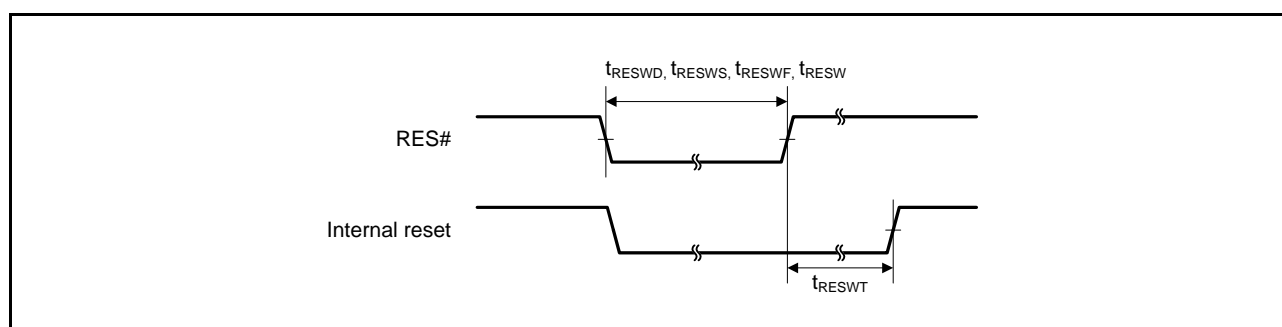 tRESWD, tRESWS, tRESWF, tRESW
RES#
Internal reset
tRESWT